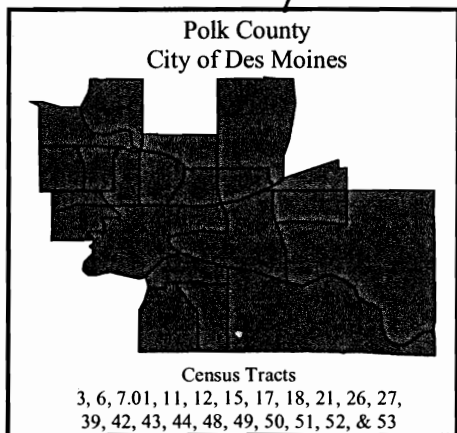 Polk County
City of Des Moines
Census Tracts
3, 6, 7.01, 11, 12, 15, 17, 18, 21, 26, 27,
39, 42, 43, 44, 48, 49, 50, 51, 52, & 53